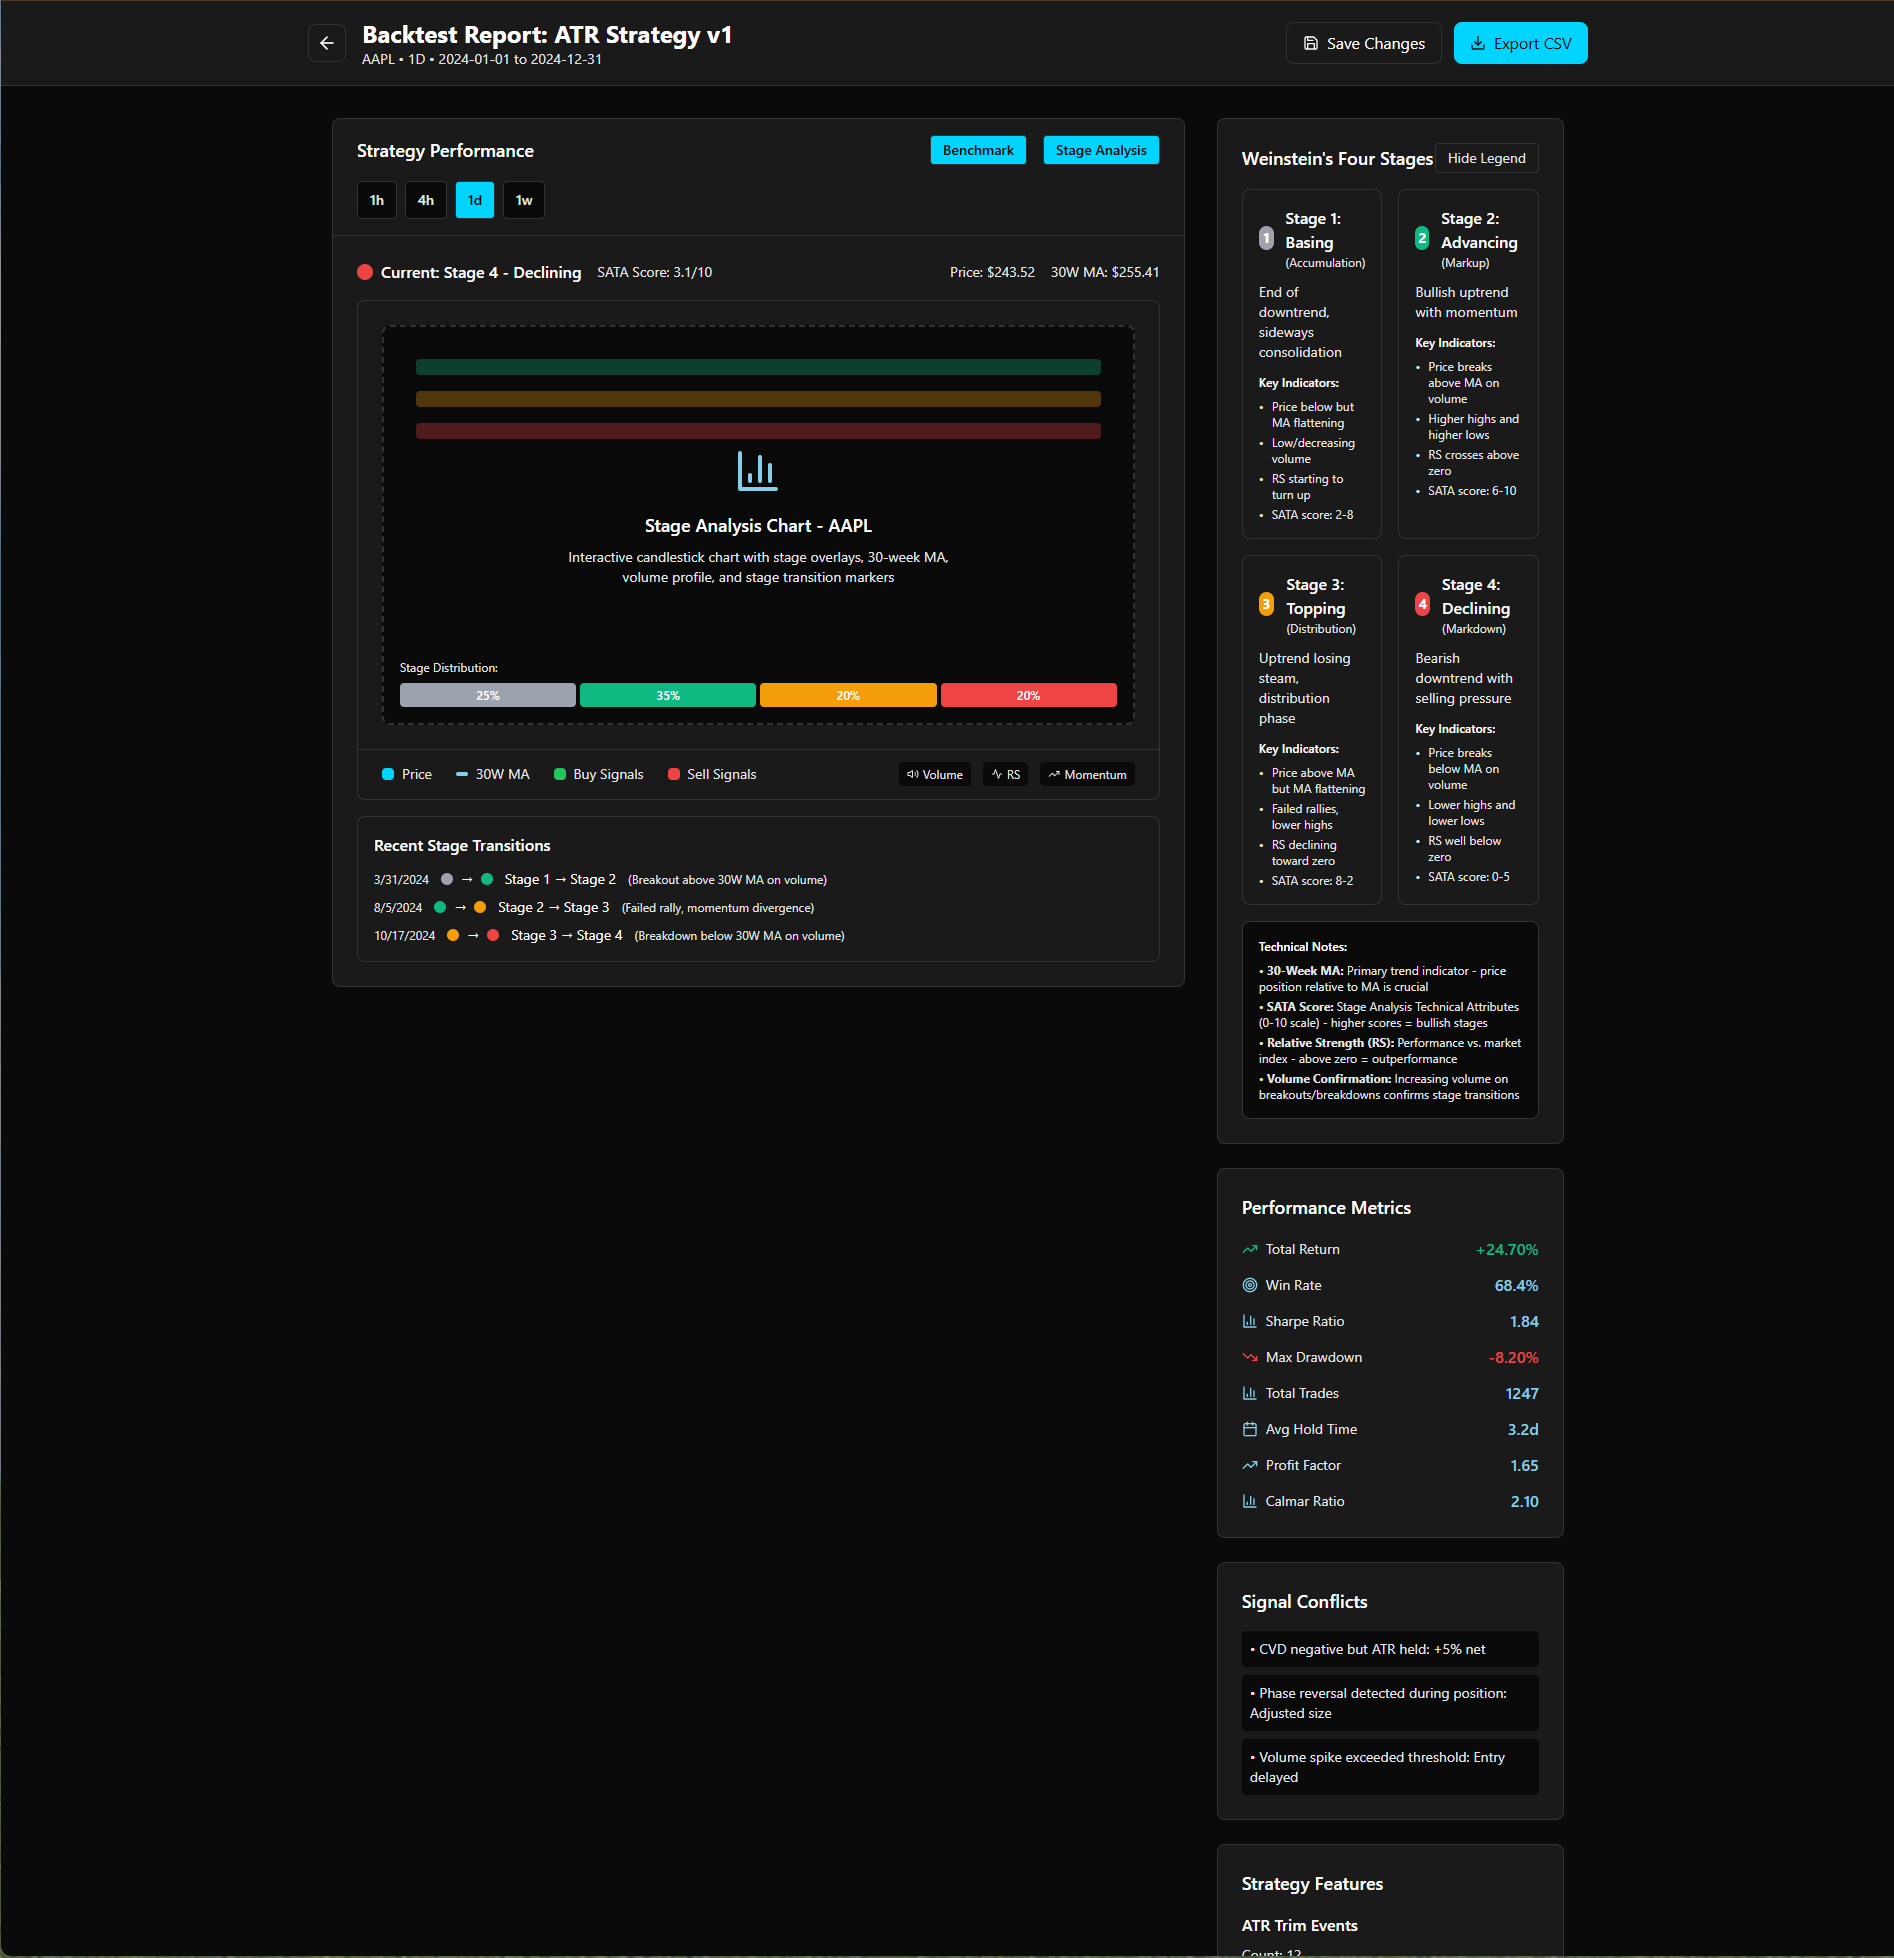 Backtest Report: ATR Strategy v1
AAPL • 1D • 2024-01-01 to 2024-12-31
Save Changes
Export CSV
Strategy Performance
Benchmark
Stage Analysis
1h
4h
1d
1w
Current: Stage 4 - Declining
SATA Score: 3.1/10
Price: $243.52
30W MA: $255.41
Stage Analysis Chart - AAPL
Interactive candlestick chart with stage overlays, 30-week MA,
volume profile, and stage transition markers
Stage Distribution:
25%
35%
20%
20%
Price
30W MA
Buy Signals
Sell Signals
Volume
RS
Momentum
Recent Stage Transitions
3/31/2024 → Stage 1 → Stage 2 (Breakout above 30W MA on volume)
8/5/2024 → Stage 2 → Stage 3 (Failed rally, momentum divergence)
10/17/2024 → Stage 3 → Stage 4 (Breakdown below 30W MA on volume)
Weinstein's Four Stages
Hide Legend
1
Stage 1:
Basing
(Accumulation)
End of
downtrend,
sideways
consolidation
Key Indicators:
• Price below but
MA flattening
• Low/decreasing
volume
• RS starting to
turn up
• SATA score: 2-8
2
Stage 2:
Advancing
(Markup)
Bullish uptrend
with momentum
Key Indicators:
• Price breaks
above MA on
volume
• Higher highs and
higher lows
• RS crosses above
zero
• SATA score: 6-10
3
Stage 3:
Topping
(Distribution)
Uptrend losing
steam,
distribution
phase
Key Indicators:
• Price above MA
but MA flattening
• Failed rallies,
lower highs
• RS declining
toward zero
• SATA score: 8-2
4
Stage 4:
Declining
(Markdown)
Bearish
downtrend with
selling pressure
Key Indicators:
• Price breaks
below MA on
volume
• Lower highs and
lower lows
• RS well below
zero
• SATA score: 0-5
Technical Notes:
• 30-Week MA: Primary trend indicator - price
position relative to MA is crucial
• SATA Score: Stage Analysis Technical Attributes
(0-10 scale) - higher scores = bullish stages
• Relative Strength (RS): Performance vs. market
index - above zero = outperformance
• Volume Confirmation: Increasing volume on
breakouts/breakdowns confirms stage transitions
Performance Metrics
Total Return +24.70%
Win Rate 68.4%
Sharpe Ratio 1.84
Max Drawdown -8.20%
Total Trades 1247
Avg Hold Time 3.2d
Profit Factor 1.65
Calmar Ratio 2.10
Signal Conflicts
• CVD negative but ATR held: +5% net
• Phase reversal detected during position:
Adjusted size
• Volume spike exceeded threshold: Entry
delayed
Strategy Features
ATR Trim Events
Count: 12